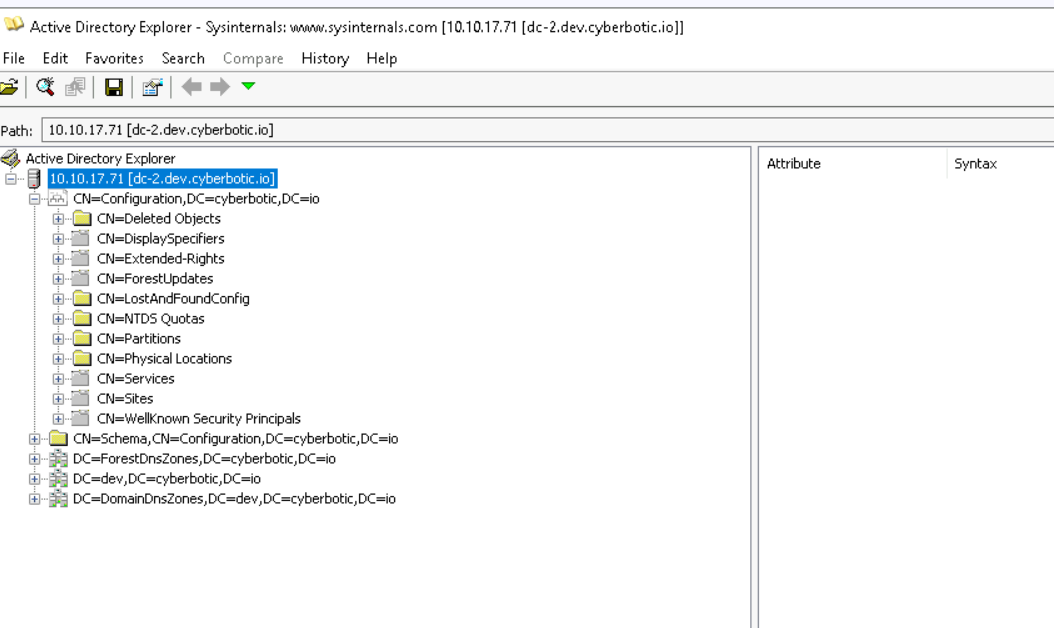 Active Directory Explorer - Sysinternals: www.sysinternals.com [10.10.17.71 [dc-2.dev.cyberbotic.io]]
File Edit Favorites Search Compare History Help
Path: 10.10.17.71 [dc-2.dev.cyberbotic.io]
Active Directory Explorer
10.10.17.71 [dc-2.dev.cyberbotic.io]
CN=Configuration,DC=cyberbotic,DC=io
CN=Deleted Objects
CN=DisplaySpecifiers
CN=Extended-Rights
CN=ForestUpdates
CN=LostAndFoundConfig
CN=NTDS Quotas
CN=Partitions
CN=Physical Locations
CN=Services
CN=Sites
CN=WellKnown Security Principals
CN=Schema,CN=Configuration,DC=cyberbotic,DC=io
DC=ForestDnsZones,DC=cyberbotic,DC=io
DC=dev,DC=cyberbotic,DC=io
DC=DomainDnsZones,DC=dev,DC=cyberbotic,DC=io
Attribute Syntax